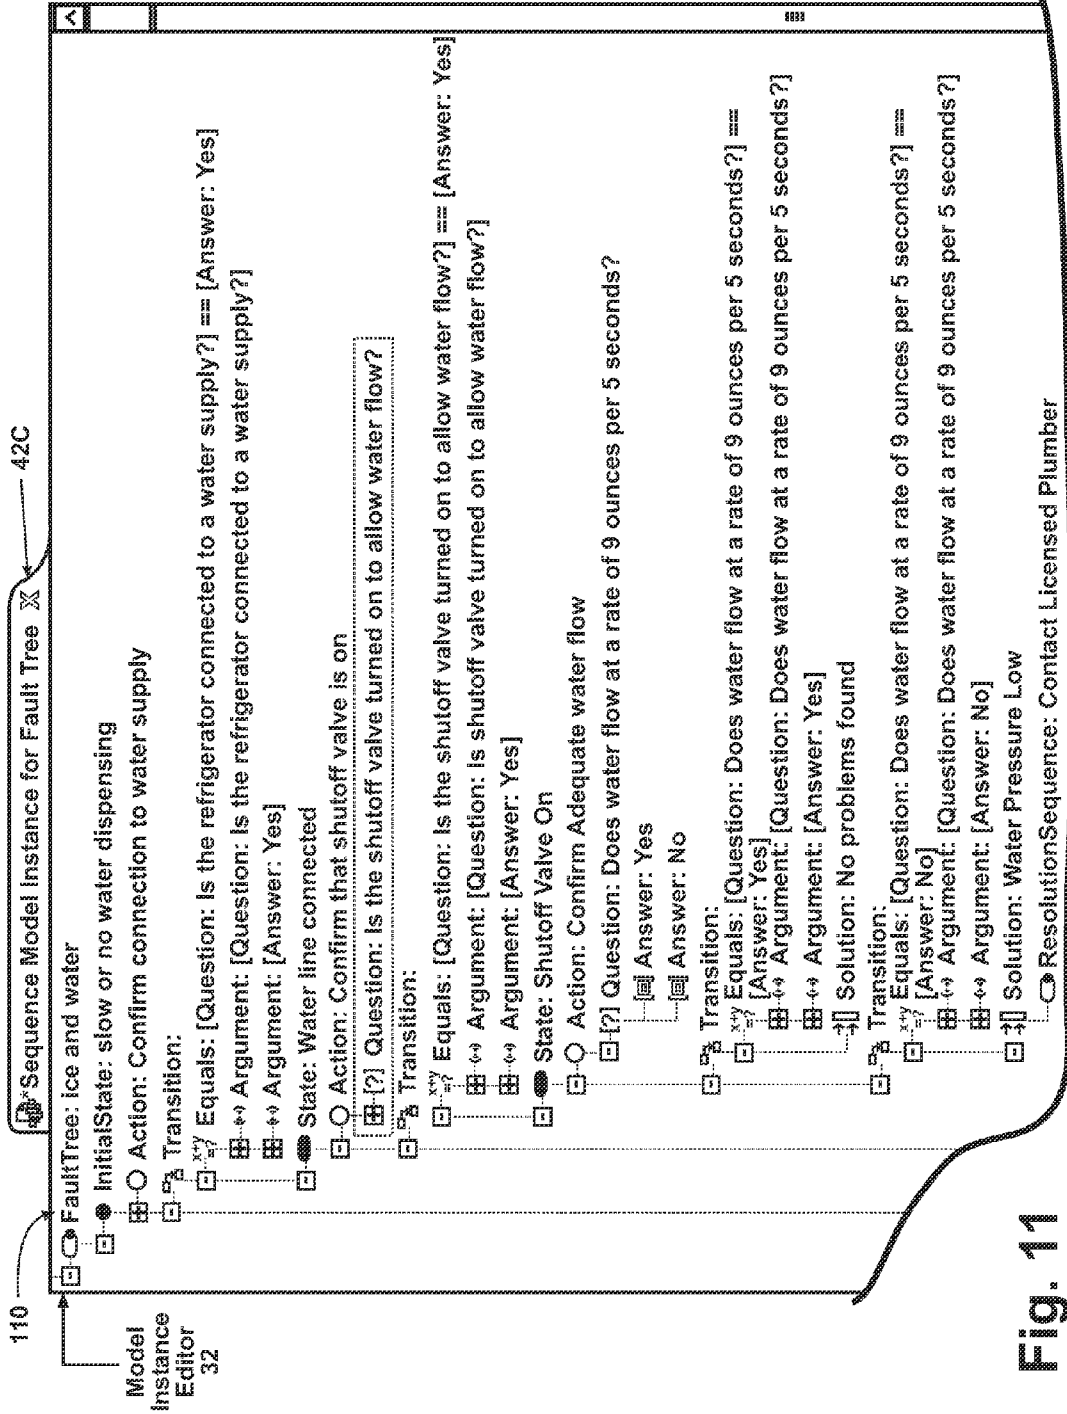 110
42C
Model
Instance
Editor
32
*Sequence Model Instance for Fault Tree X
FaultTree: ice and water
InitialState: slow or no water dispensing
Action: Confirm connection to water supply
Transition:
x+y
=?
Equals: [Question: Is the refrigerator connected to a water supply?] == [Answer: Yes]
Argument: [Question: Is the refrigerator connected to a water supply?]
Argument: [Answer: Yes]
State: Water line connected
Action: Confirm that shutoff valve is on
[?] Question: Is the shutoff valve turned on to allow water flow?
Transition:
x+y
=?
Equals: [Question: Is the shutoff valve turned on to allow water flow?] == [Answer: Yes]
Argument: [Question: Is shutoff valve turned on to allow water flow?]
Argument: [Answer: Yes]
State: Shutoff Valve On
Action: Confirm Adequate water flow
[?] Question: Does water flow at a rate of 9 ounces per 5 seconds?
Answer: Yes
Answer: No
Transition:
x+y
=?
Equals: [Question: Does water flow at a rate of 9 ounces per 5 seconds?] ==
[Answer: Yes]
Argument: [Question: Does water flow at a rate of 9 ounces per 5 seconds?]
Argument: [Answer: Yes]
Solution: No problems found
Transition:
x+y
=?
Equals: [Question: Does water flow at a rate of 9 ounces per 5 seconds?] ==
[Answer: No]
Argument: [Question: Does water flow at a rate of 9 ounces per 5 seconds?]
Argument: [Answer: No]
Solution: Water Pressure Low
ResolutionSequence: Contact Licensed Plumber
Fig. 11